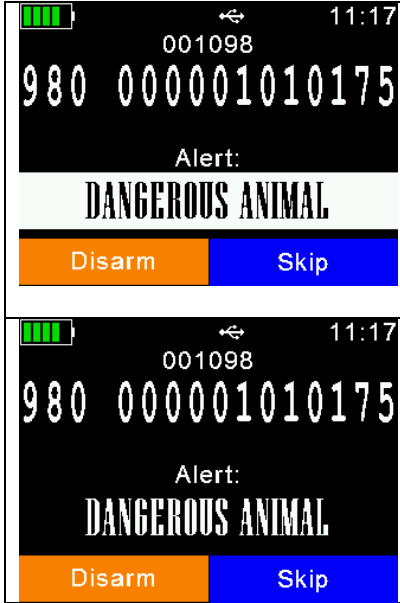 11:17
001098
980 000001010175
Alert:
DANGEROUS ANIMAL
Disarm Skip
11:17
001098
980 000001010175
Alert:
DANGEROUS ANIMAL
Disarm Skip